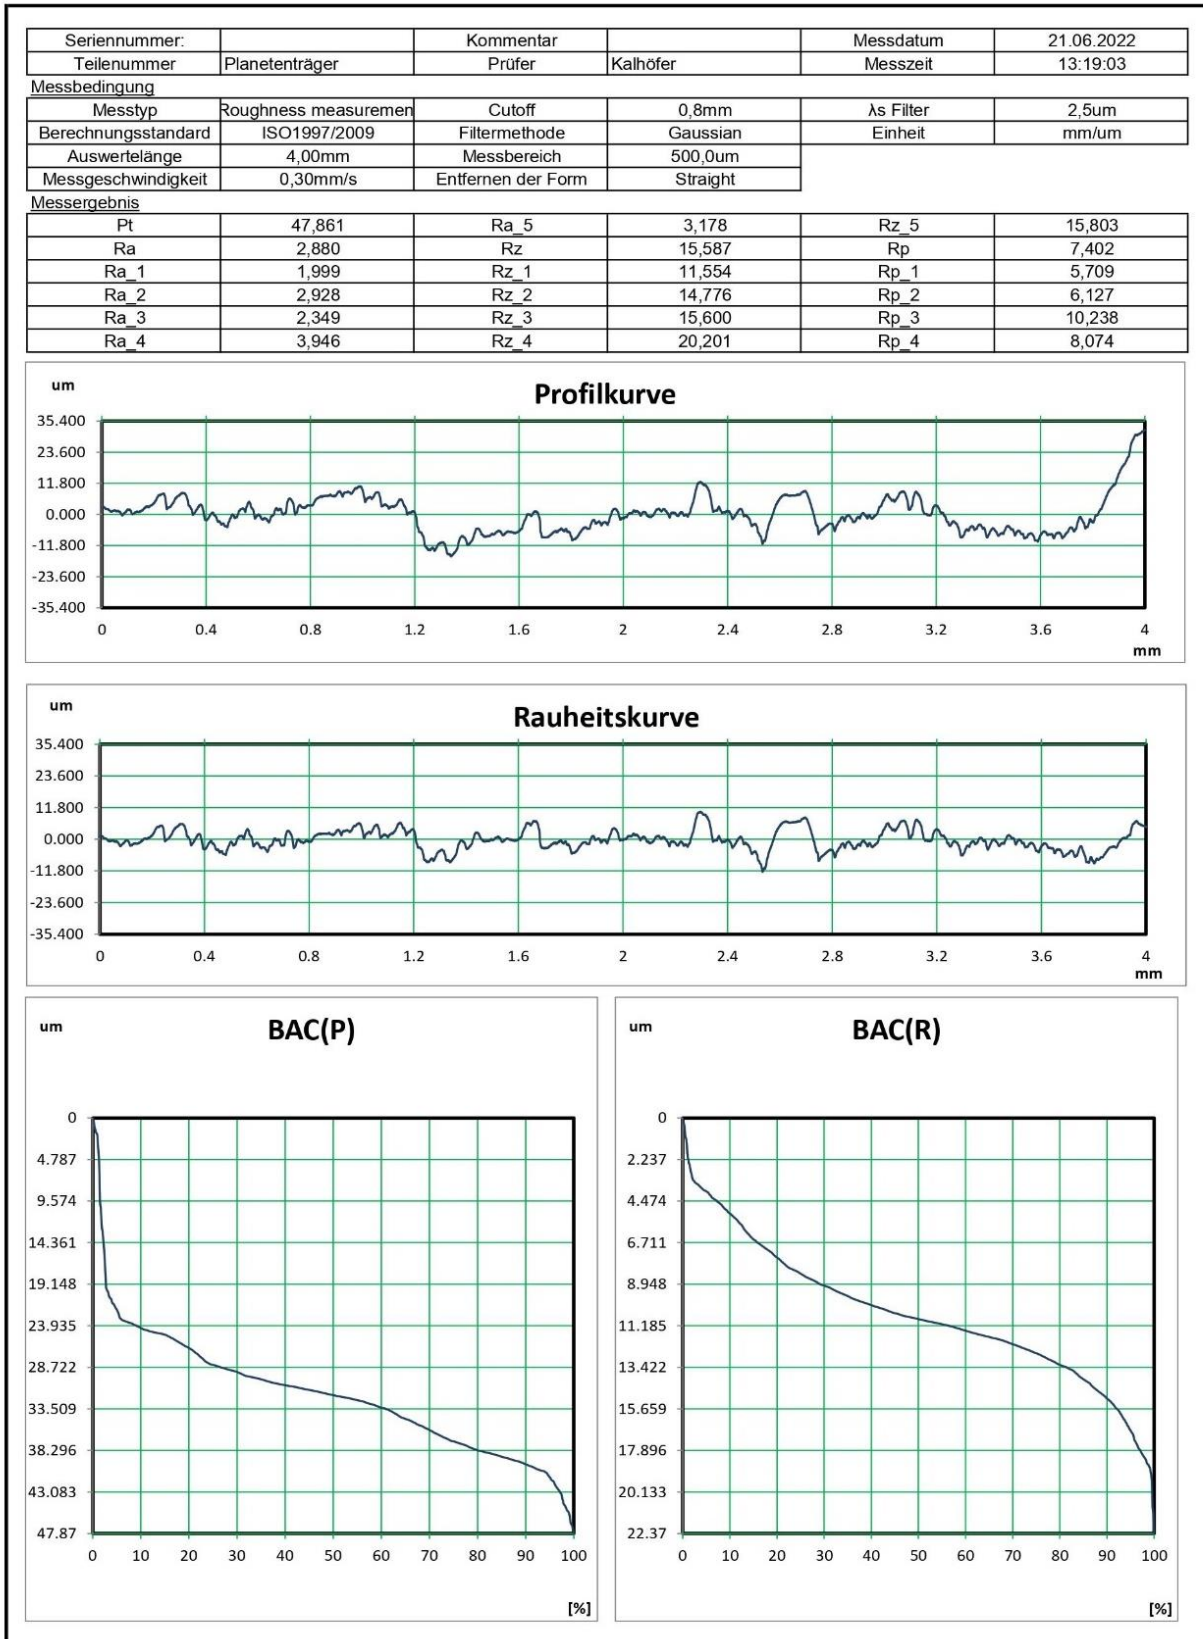 Seriennummer: Kommentar Messdatum 21.06.2022
Teilenummer Planetenträger Prüfer Kalhöfer Messzeit 13:19:03
Messbedingung
Messtyp Roughness measuremen Cutoff 0,8mm λs Filter 2,5um
Berechnungsstandard ISO1997/2009 Filtermethode Gaussian Einheit mm/um
Auswertelänge 4,00mm Messbereich 500,0um
Messgeschwindigkeit 0,30mm/s Entfernen der Form Straight
Messergebnis
Pt 47,861 Ra_5 3,178 Rz_5 15,803
Ra 2,880 Rz 15,587 Rp 7,402
Ra_1 1,999 Rz_1 11,554 Rp_1 5,709
Ra_2 2,928 Rz_2 14,776 Rp_2 6,127
Ra_3 2,349 Rz_3 15,600 Rp_3 10,238
Ra_4 3,946 Rz_4 20,201 Rp_4 8,074
um
Profilkurve
35.400
23.600
11.800
0.000
-11.800
-23.600
-35.400
0 0.4 0.8 1.2 1.6 2 2.4 2.8 3.2 3.6 4
mm
um
Rauheitskurve
35.400
23.600
11.800
0.000
-11.800
-23.600
-35.400
0 0.4 0.8 1.2 1.6 2 2.4 2.8 3.2 3.6 4
mm
um
BAC(P)
0
4.787
9.574
14.361
19.148
23.935
28.722
33.509
38.296
43.083
47.87
0 10 20 30 40 50 60 70 80 90 100
[%]
um
BAC(R)
0
2.237
4.474
6.711
8.948
11.185
13.422
15.659
17.896
20.133
22.37
0 10 20 30 40 50 60 70 80 90 100
[%]